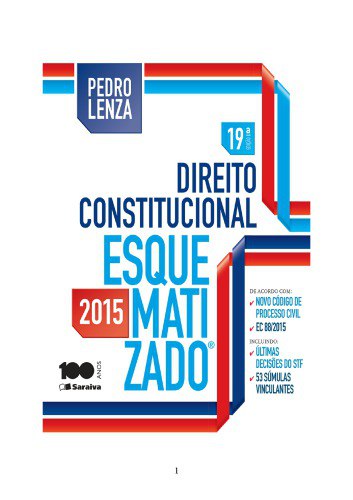 PEDRO
LENZA
19ª
EDIÇÃO
DIREITO
CONSTITUCIONAL
ESQUE
MATI
ZADO®
2015
DE ACORDO COM:
NOVO CÓDIGO DE
PROCESSO CIVIL
EC 88/2015
INCLUINDO:
ÚLTIMAS
DECISÕES DO STF
53 SÚMULAS
VINCULANTES
100 ANOS
Saraiva
1